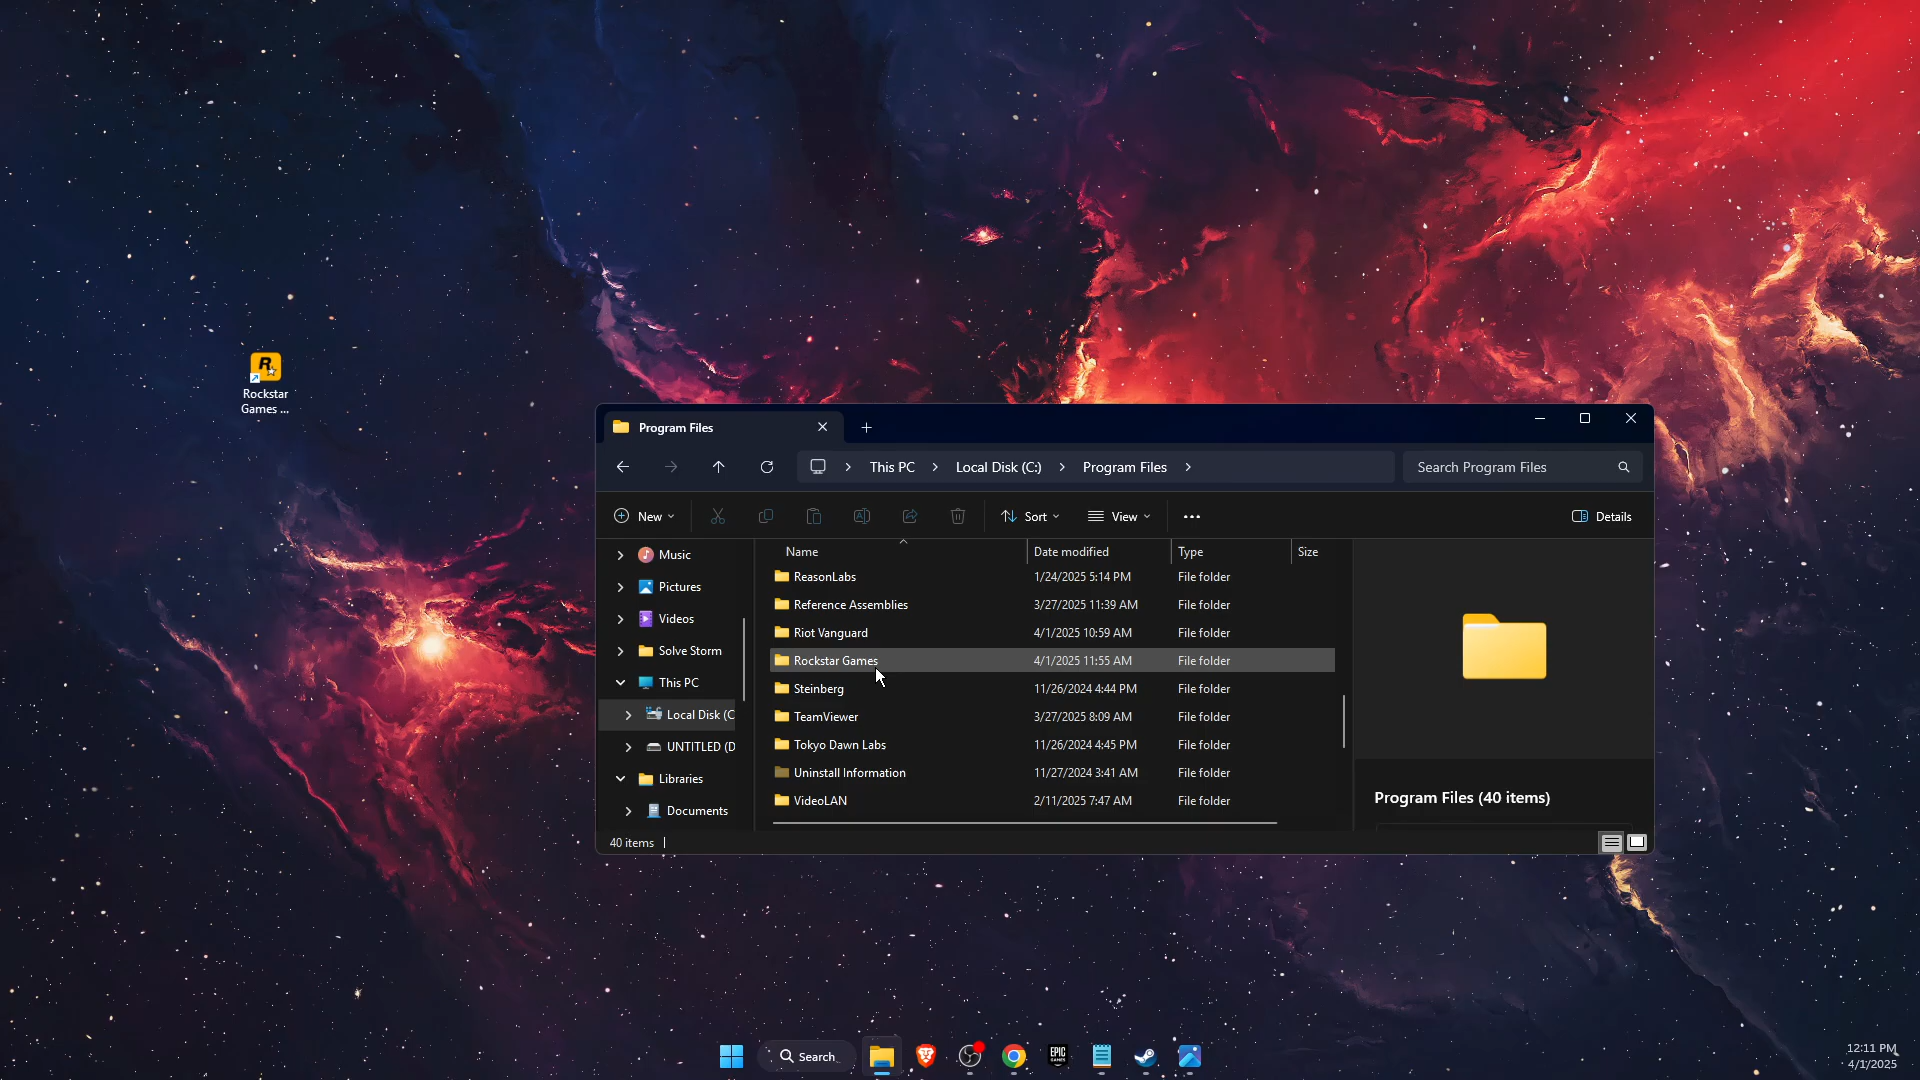 Rockstar
Games ...
Program Files
This PC
Local Disk (C:)
Program Files
Search Program Files
New
Sort
View
Details
Music
Pictures
Videos
Solve Storm
This PC
Local Disk (C
UNTITLED (D
Libraries
Documents
Name Date modified Type Size
ReasonLabs 1/24/2025 5:14 PM File folder
Reference Assemblies 3/27/2025 11:39 AM File folder
Riot Vanguard 4/1/2025 10:59 AM File folder
Rockstar Games 4/1/2025 11:55 AM File folder
Steinberg 11/26/2024 4:44 PM File folder
TeamViewer 3/27/2025 8:09 AM File folder
Tokyo Dawn Labs 11/26/2024 4:45 PM File folder
Uninstall Information 11/27/2024 3:41 AM File folder
VideoLAN 2/11/2025 7:47 AM File folder
Program Files (40 items)
40 items
Search
EPIC
GAMES
12:11 PM
4/1/2025